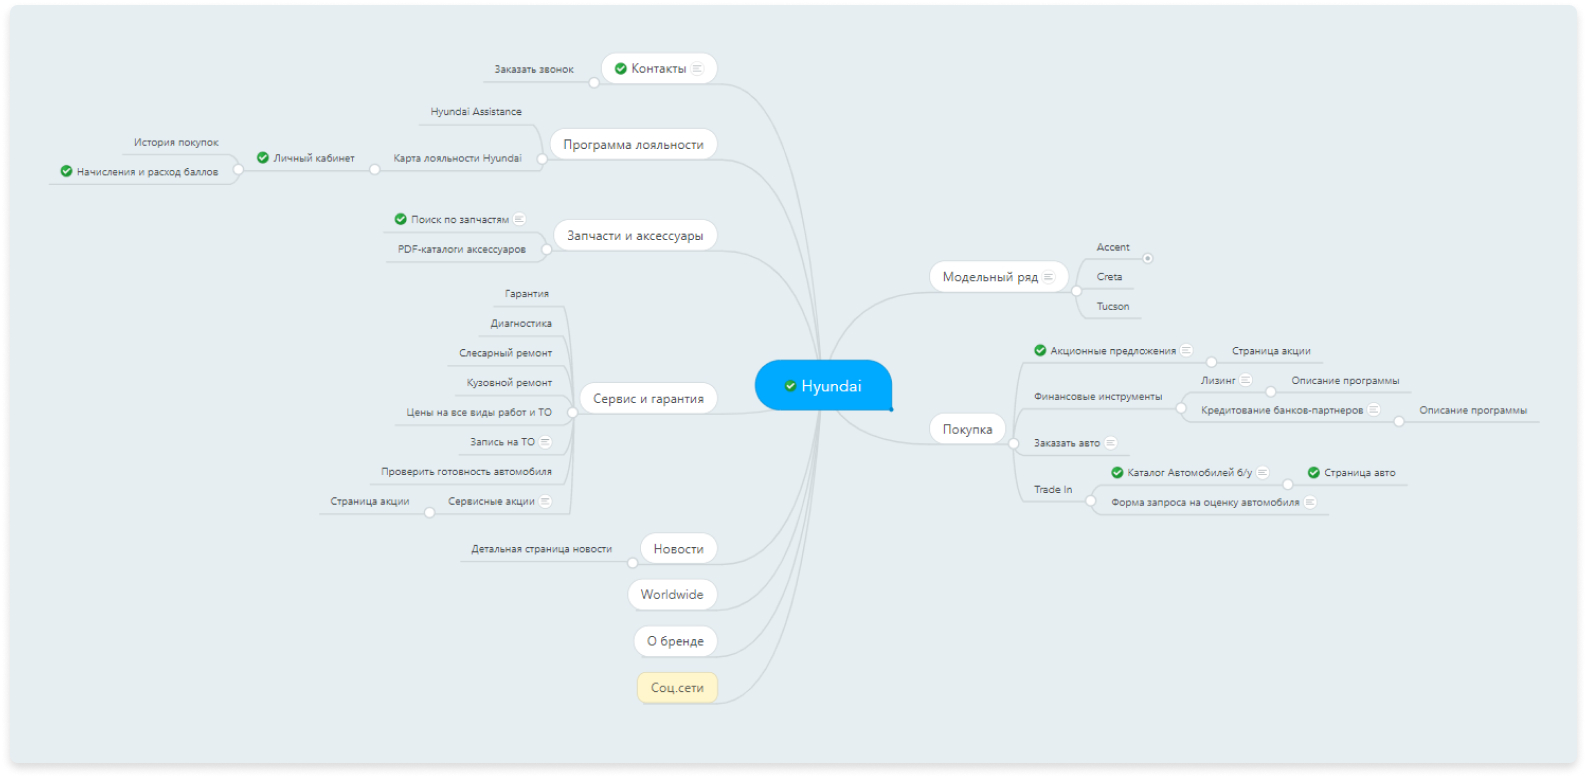 Hyundai
Контакты
Заказать звонок
Программа лояльности
Hyundai Assistance
Карта лояльности Hyundai
Личный кабинет
История покупок
Начисления и расход баллов
Запчасти и аксессуары
Поиск по запчастям
PDF-каталоги аксессуаров
Сервис и гарантия
Гарантия
Диагностика
Слесарный ремонт
Кузовной ремонт
Цены на все виды работ и ТО
Запись на ТО
Проверить готовность автомобиля
Сервисные акции
Страница акции
Новости
Детальная страница новости
Worldwide
О бренде
Соц.сети
Модельный ряд
Accent
Creta
Tucson
Покупка
Акционные предложения
Страница акции
Финансовые инструменты
Лизинг
Описание программы
Кредитование банков-партнеров
Описание программы
Заказать авто
Trade In
Каталог Автомобилей б/у
Страница авто
Форма запроса на оценку автомобиля